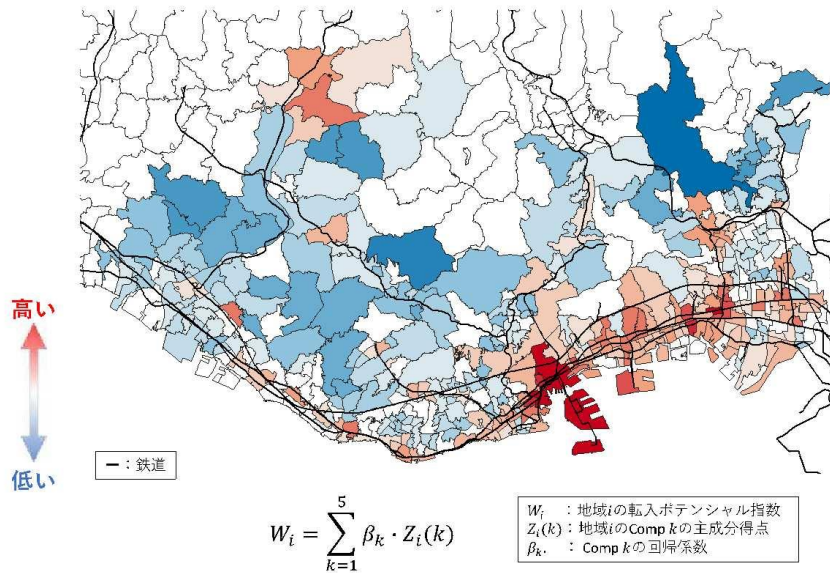 高い
低い
ー：鉄道
W_i = \sum_{k=1}^{5} β_k ⋅ Z_i(k)
W_i ：地域iの転入ポテンシャル指数
Z_i(k)：地域iのComp kの主成分得点
β_k. ： Comp kの回帰係数